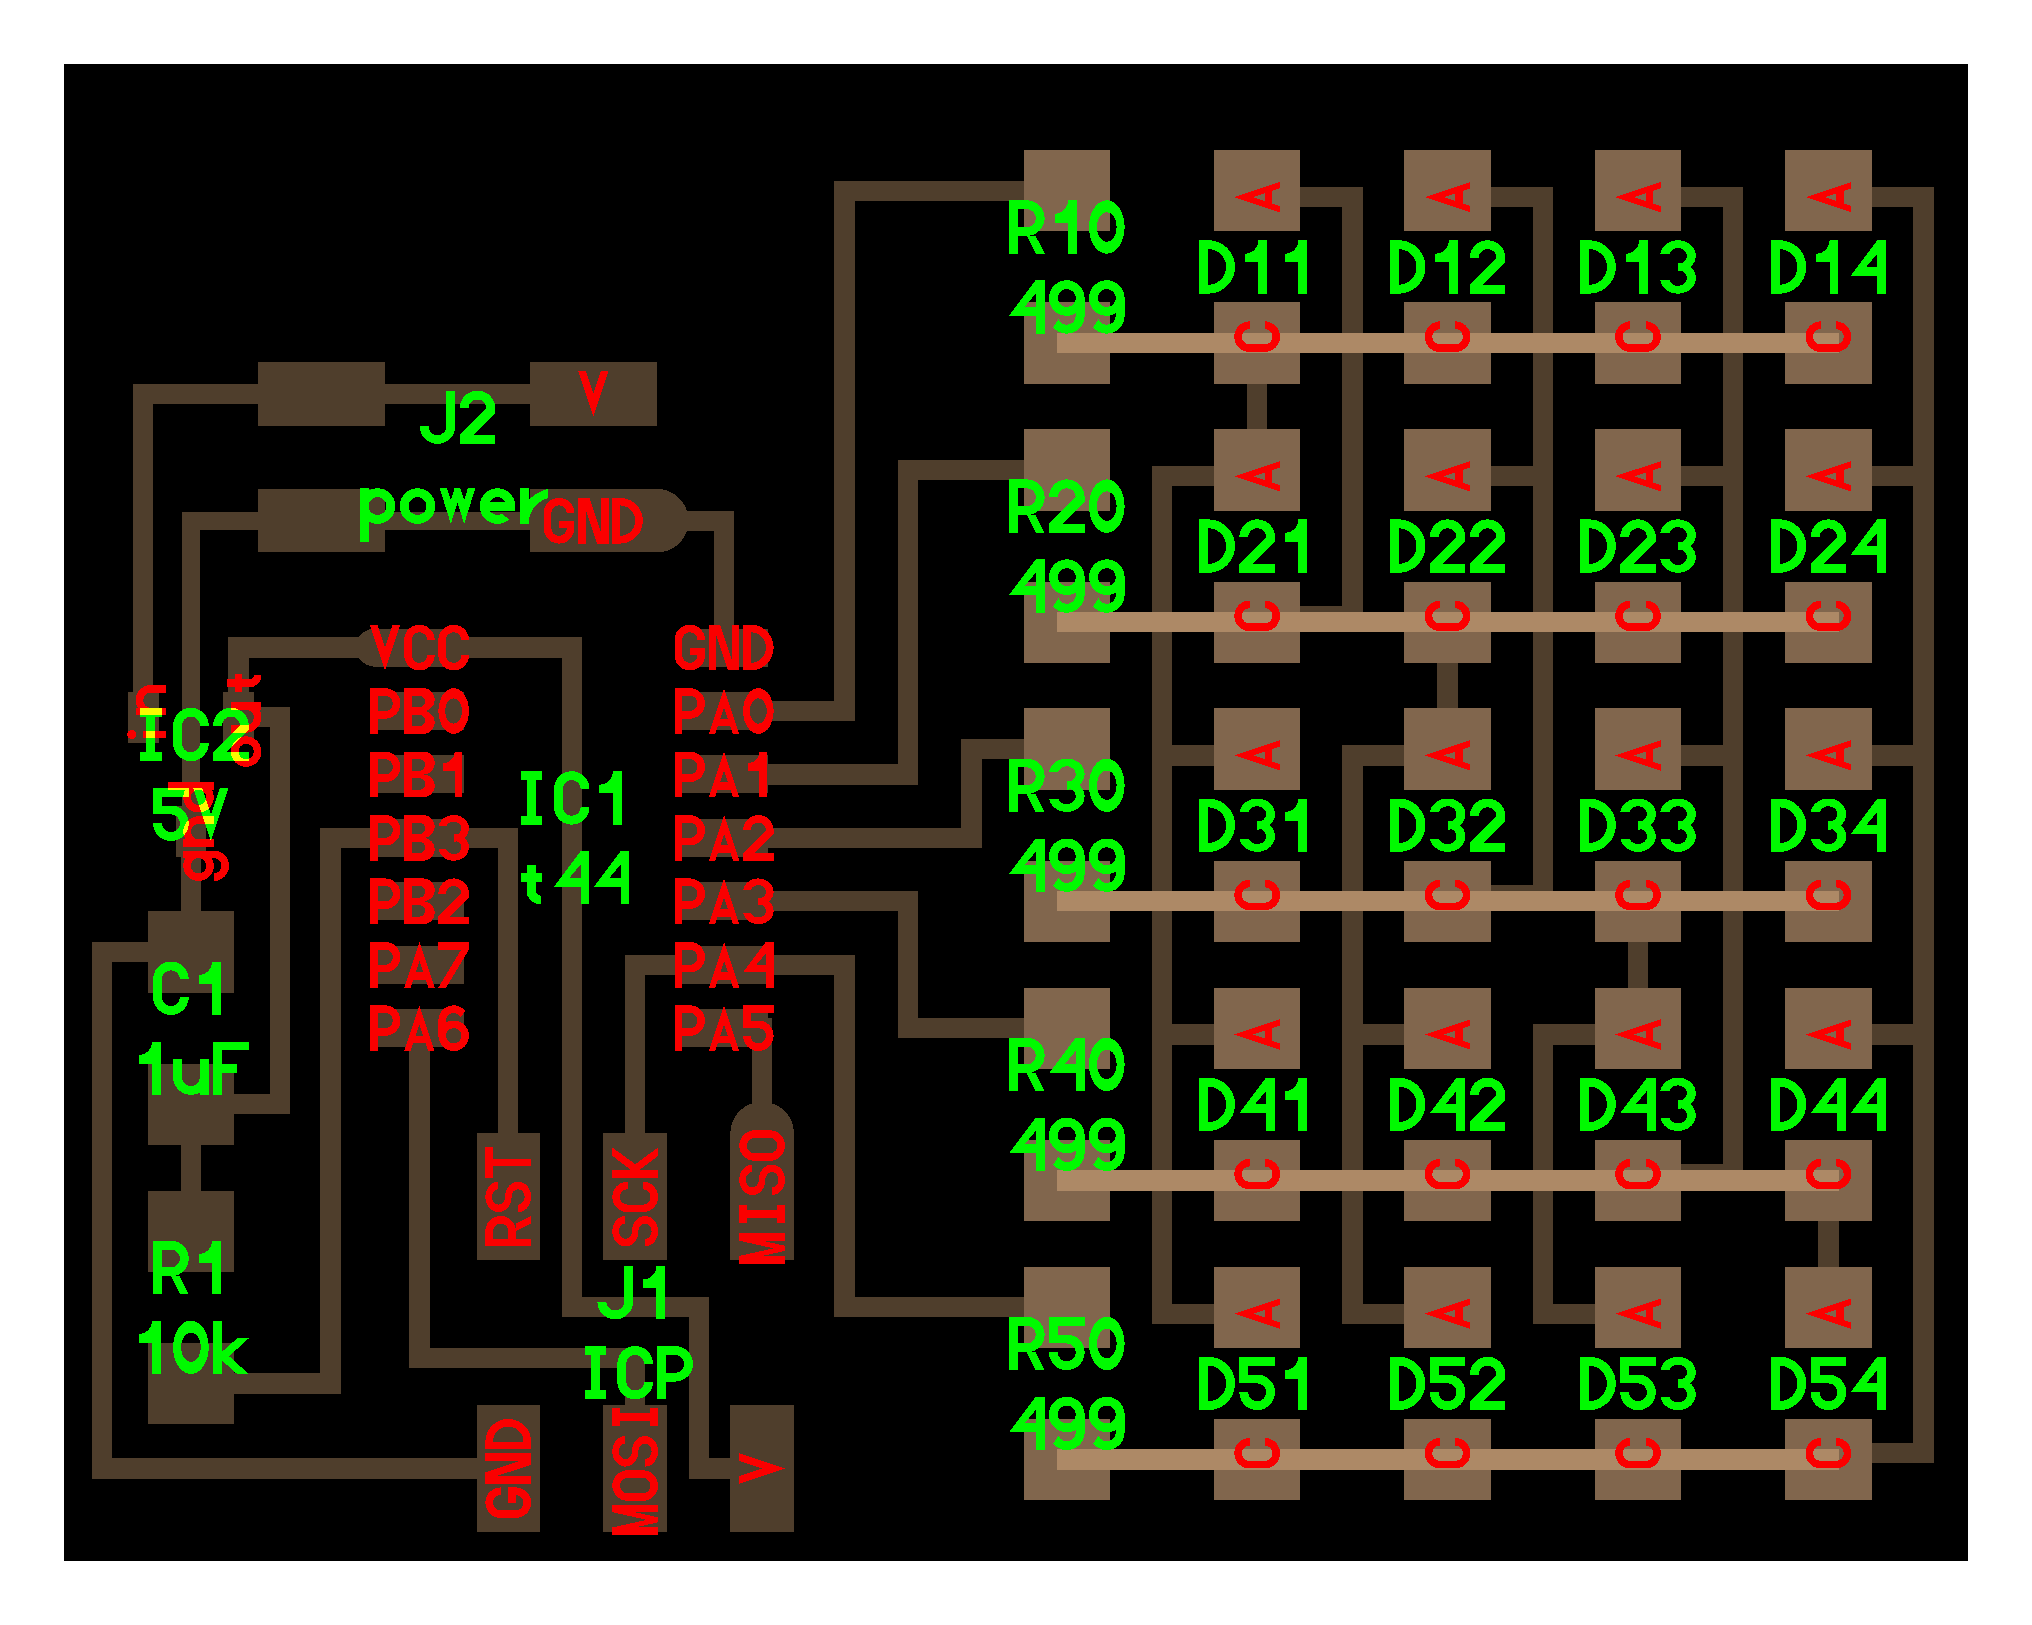 A A A A
R10 D11 D12 D13 D14
499 C C C C
V
J2
A A A A
R20 D21 D22 D23 D24
power GND
499 C C C C
VCC GND
in out
PB0 PA0
IC2
A A A A
PB1 PA1
IC1
R30 D31 D32 D33 D34
5V
gnd
PB3 PA2
t44
499 C C C C
PB2 PA3
PA7 PA4
C1
PA6 PA5
A A A A
1uF
R40 D41 D42 D43 D44
499 C C C C
RST SCK MISO
R1
J1
A A A A
10k
ICP
R50 D51 D52 D53 D54
499 C C C C
GND MOSI V